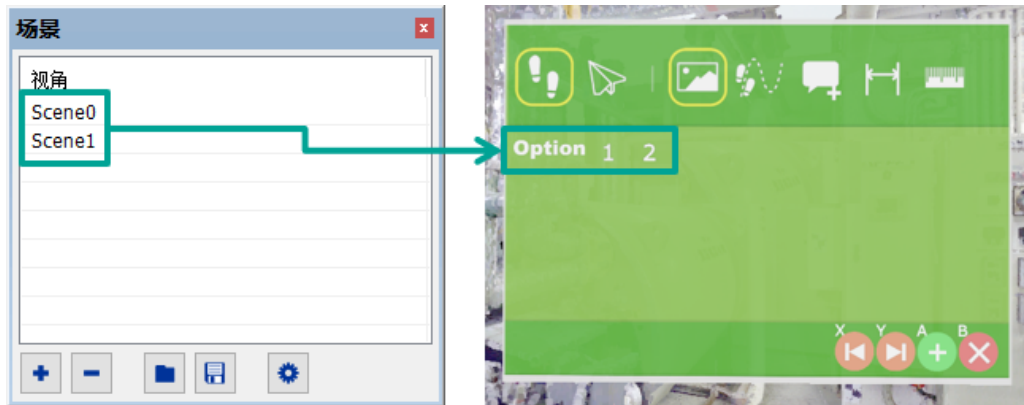 场景
视角
Scene0
Scene1
Option 1 2
X Y A B